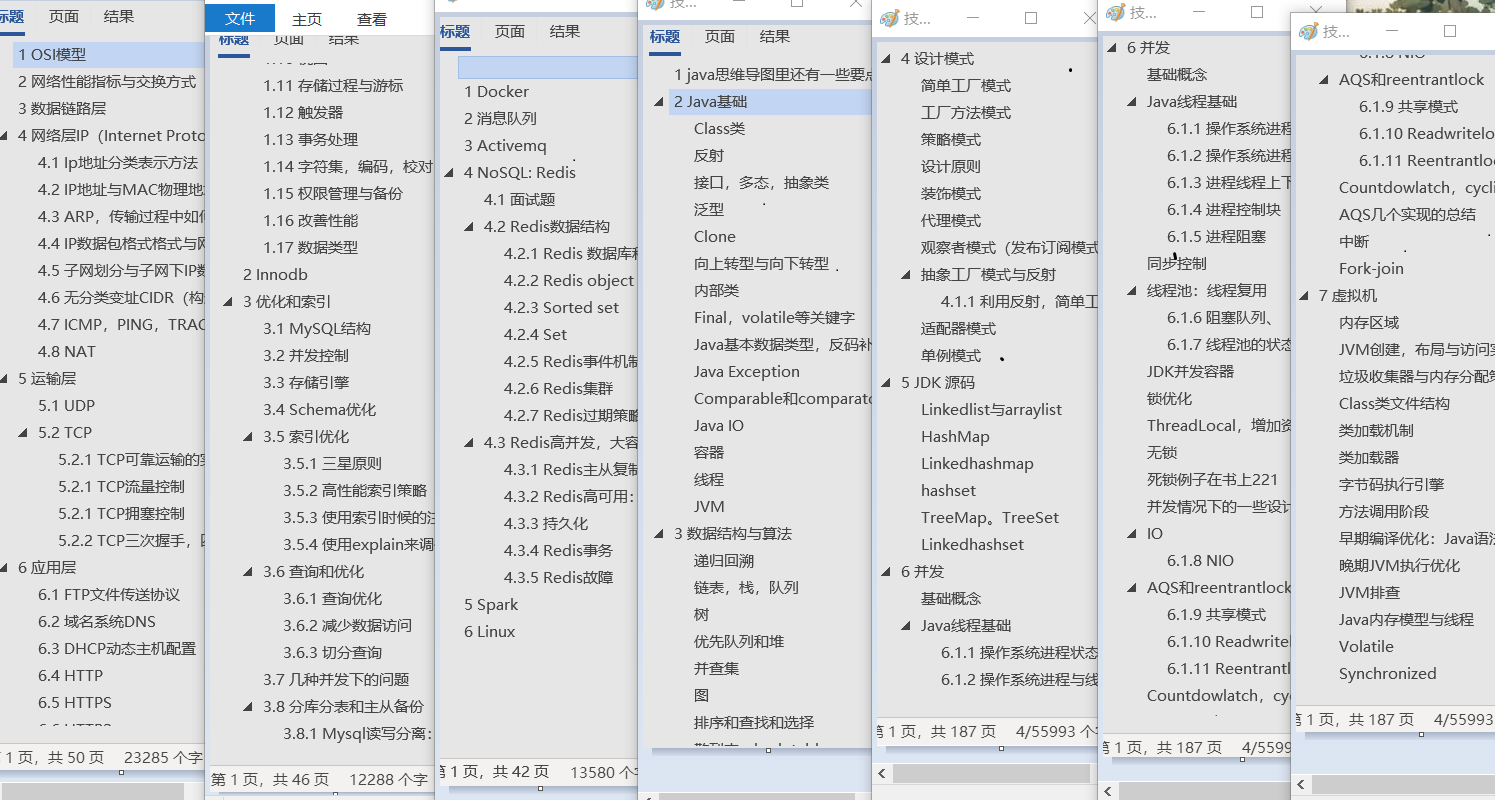 标题 页面 结果
1 OSI模型
2 网络性能指标与交换方式
3 数据链路层
4 网络层IP（Internet Proto
4.1 Ip地址分类表示方法
4.2 IP地址与MAC物理地
4.3 ARP，传输过程中如何
4.4 IP数据包格式格式与网
4.5 子网划分与子网下IP数
4.6 无分类变址CIDR（构
4.7 ICMP，PING，TRAC
4.8 NAT
5 运输层
5.1 UDP
5.2 TCP
5.2.1 TCP可靠运输的实
5.2.1 TCP流量控制
5.2.1 TCP拥塞控制
5.2.2 TCP三次握手，四
6 应用层
6.1 FTP文件传送协议
6.2 域名系统DNS
6.3 DHCP动态主机配置
6.4 HTTP
6.5 HTTPS
1 页，共 50 页 23285 个字
文件 主页 查看
标题 页面 结果
1.11 存储过程与游标
1.12 触发器
1.13 事务处理
1.14 字符集，编码，校对
1.15 权限管理与备份
1.16 改善性能
1.17 数据类型
2 Innodb
3 优化和索引
3.1 MySQL结构
3.2 并发控制
3.3 存储引擎
3.4 Schema优化
3.5 索引优化
3.5.1 三星原则
3.5.2 高性能索引策略
3.5.3 使用索引时候的注
3.5.4 使用explain来调
3.6 查询和优化
3.6.1 查询优化
3.6.2 减少数据访问
3.6.3 切分查询
3.7 几种并发下的问题
3.8 分库分表和主从备份
3.8.1 Mysql读写分离：
第 1 页，共 46 页 12288 个字
标题 页面 结果
1 Docker
2 消息队列
3 Activemq
4 NoSQL: Redis
4.1 面试题
4.2 Redis数据结构
4.2.1 Redis 数据库和
4.2.2 Redis object
4.2.3 Sorted set
4.2.4 Set
4.2.5 Redis事件机制
4.2.6 Redis集群
4.2.7 Redis过期策略
4.3 Redis高并发，大容
4.3.1 Redis主从复制
4.3.2 Redis高可用：
4.3.3 持久化
4.3.4 Redis事务
4.3.5 Redis故障
5 Spark
6 Linux
第 1 页，共 42 页 13580 个字
技...
标题 页面 结果
1 java思维导图里还有一些要点
2 Java基础
Class类
反射
接口，多态，抽象类
泛型
Clone
向上转型与向下转型
内部类
Final，volatile等关键字
Java基本数据类型，反码补
Java Exception
Comparable和comparato
Java IO
容器
线程
JVM
3 数据结构与算法
递归回溯
链表，栈，队列
树
优先队列和堆
并查集
图
排序和查找和选择
技...
4 设计模式
简单工厂模式
工厂方法模式
策略模式
设计原则
装饰模式
代理模式
观察者模式（发布订阅模式
抽象工厂模式与反射
4.1.1 利用反射，简单工
适配器模式
单例模式
5 JDK 源码
Linkedlist与arraylist
HashMap
Linkedhashmap
hashset
TreeMap。TreeSet
Linkedhashset
6 并发
基础概念
Java线程基础
6.1.1 操作系统进程状态
6.1.2 操作系统进程与线
第 1 页，共 187 页 4/55993 个字
技...
6 并发
基础概念
Java线程基础
6.1.1 操作系统进程
6.1.2 操作系统进程
6.1.3 进程线程上下
6.1.4 进程控制块
6.1.5 进程阻塞
同步控制
线程池：线程复用
6.1.6 阻塞队列、
6.1.7 线程池的状态
JDK并发容器
锁优化
ThreadLocal，增加资
无锁
死锁例子在书上221
并发情况下的一些设计
IO
6.1.8 NIO
AQS和reentrantlock
6.1.9 共享模式
6.1.10 Readwritel
6.1.11 Reentrantl
Countdowlatch，cyc
第 1 页，共 187 页 4/5599
技...
6.1.8 NIO
AQS和reentrantlock
6.1.9 共享模式
6.1.10 Readwritelo
6.1.11 Reentrantloc
Countdowlatch，cycli
AQS几个实现的总结
中断
Fork-join
7 虚拟机
内存区域
JVM创建，布局与访问实
垃圾收集器与内存分配策
Class类文件结构
类加载机制
类加载器
字节码执行引擎
方法调用阶段
早期编译优化：Java语法
晚期JVM执行优化
JVM排查
Java内存模型与线程
Volatile
Synchronized
第 1 页，共 187 页 4/55993